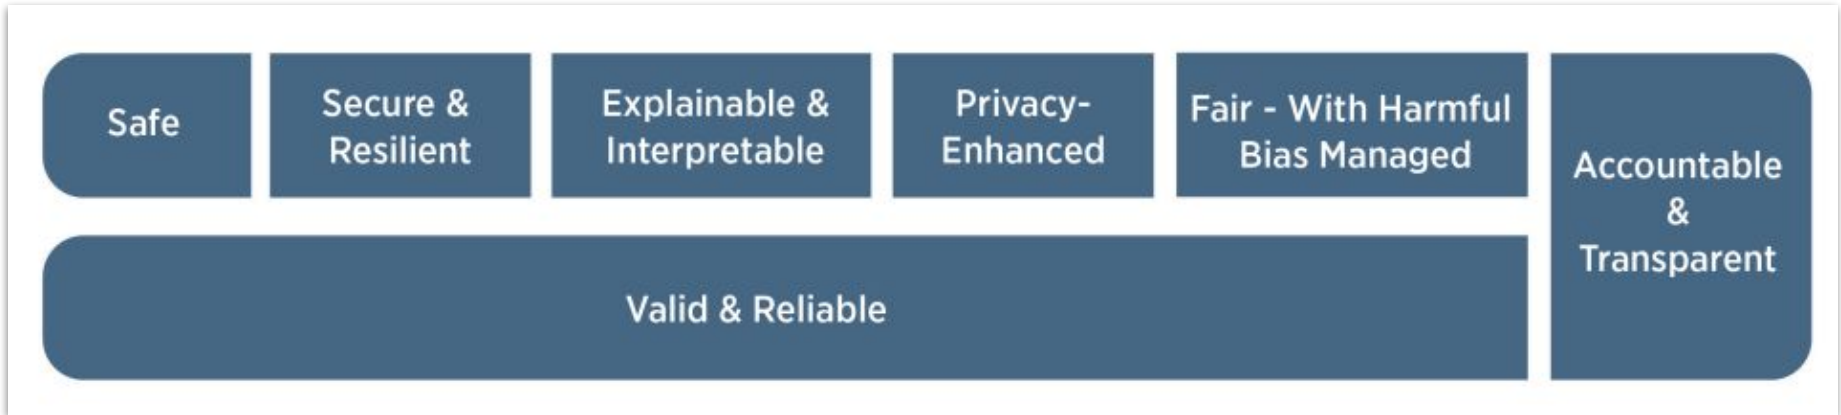 Safe
Secure &
Resilient
Explainable &
Interpretable
Privacy-
Enhanced
Fair - With Harmful
Bias Managed
Accountable
&
Transparent
Valid & Reliable